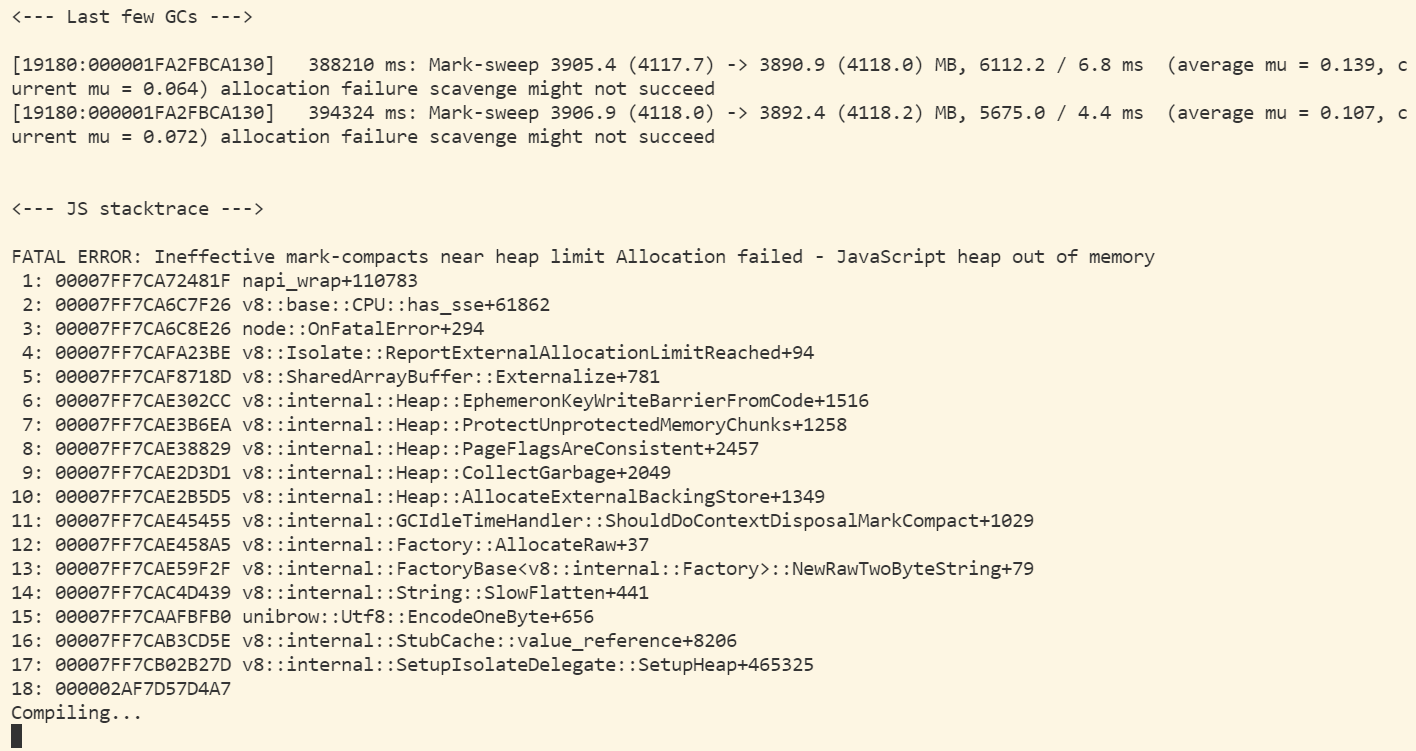 <--- Last few GCs --->
[19180:000001FA2FBCA130]   388210 ms: Mark-sweep 3905.4 (4117.7) -> 3890.9 (4118.0) MB, 6112.2 / 6.8 ms  (average mu = 0.139, c
urrent mu = 0.064) allocation failure scavenge might not succeed
[19180:000001FA2FBCA130]   394324 ms: Mark-sweep 3906.9 (4118.0) -> 3892.4 (4118.2) MB, 5675.0 / 4.4 ms  (average mu = 0.107, c
urrent mu = 0.072) allocation failure scavenge might not succeed
<--- JS stacktrace --->
FATAL ERROR: Ineffective mark-compacts near heap limit Allocation failed - JavaScript heap out of memory
 1: 00007FF7CA72481F napi_wrap+110783
 2: 00007FF7CA6C7F26 v8::base::CPU::has_sse+61862
 3: 00007FF7CA6C8E26 node::OnFatalError+294
 4: 00007FF7CAFA23BE v8::Isolate::ReportExternalAllocationLimitReached+94
 5: 00007FF7CAF8718D v8::SharedArrayBuffer::Externalize+781
 6: 00007FF7CAE302CC v8::internal::Heap::EphemeronKeyWriteBarrierFromCode+1516
 7: 00007FF7CAE3B6EA v8::internal::Heap::ProtectUnprotectedMemoryChunks+1258
 8: 00007FF7CAE38829 v8::internal::Heap::PageFlagsAreConsistent+2457
 9: 00007FF7CAE2D3D1 v8::internal::Heap::CollectGarbage+2049
10: 00007FF7CAE2B5D5 v8::internal::Heap::AllocateExternalBackingStore+1349
11: 00007FF7CAE45455 v8::internal::GCIdleTimeHandler::ShouldDoContextDisposalMarkCompact+1029
12: 00007FF7CAE458A5 v8::internal::Factory::AllocateRaw+37
13: 00007FF7CAE59F2F v8::internal::FactoryBase<v8::internal::Factory>::NewRawTwoByteString+79
14: 00007FF7CAC4D439 v8::internal::String::SlowFlatten+441
15: 00007FF7CAAFBFB0 unibrow::Utf8::EncodeOneByte+656
16: 00007FF7CAB3CD5E v8::internal::StubCache::value_reference+8206
17: 00007FF7CB02B27D v8::internal::SetupIsolateDelegate::SetupHeap+465325
18: 000002AF7D57D4A7
Compiling...